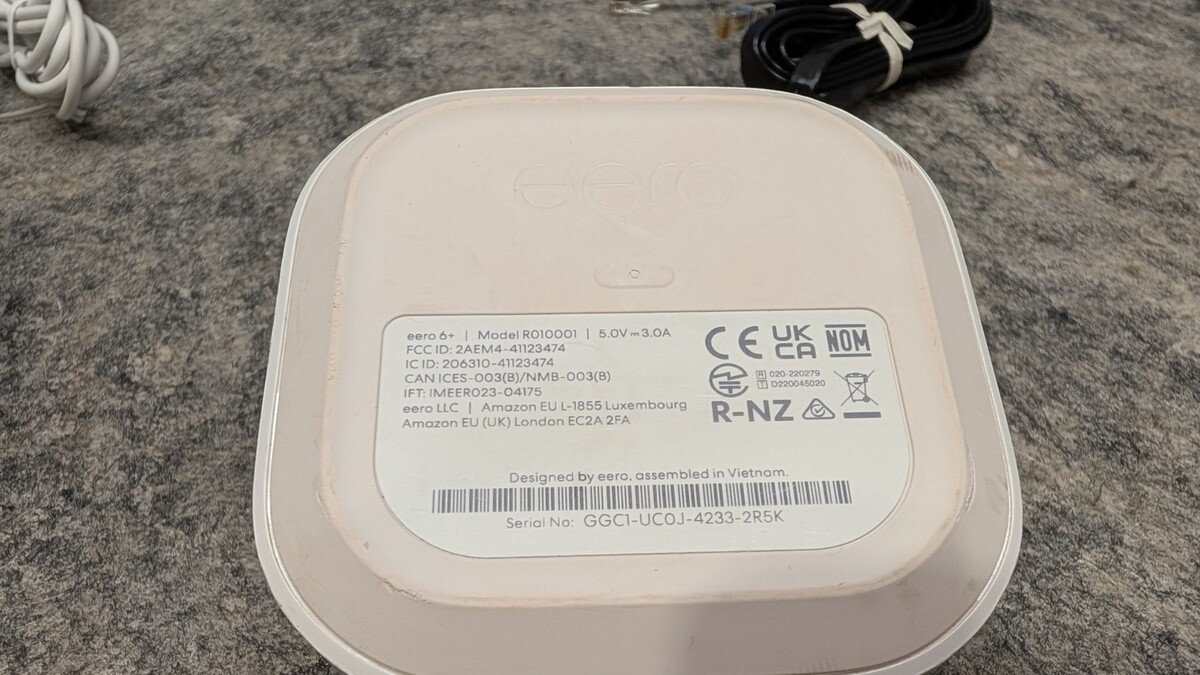 eero
eero 6+ | Model R010001 | 5.0V⎓3.0A
FCC ID: 2AEM4-41123474
IC ID: 206310-41123474
CAN ICES-003(B)/NMB-003(B)
IFT: IMEER023-04175
eero LLC | Amazon EU L-1855 Luxembourg
Amazon EU (UK) London EC2A 2FA
CE UK CA NOM
R 020-220279
T D220045020
R-NZ
Designed by eero, assembled in Vietnam.
Serial No: GGC1-UC0J-4233-2R5K